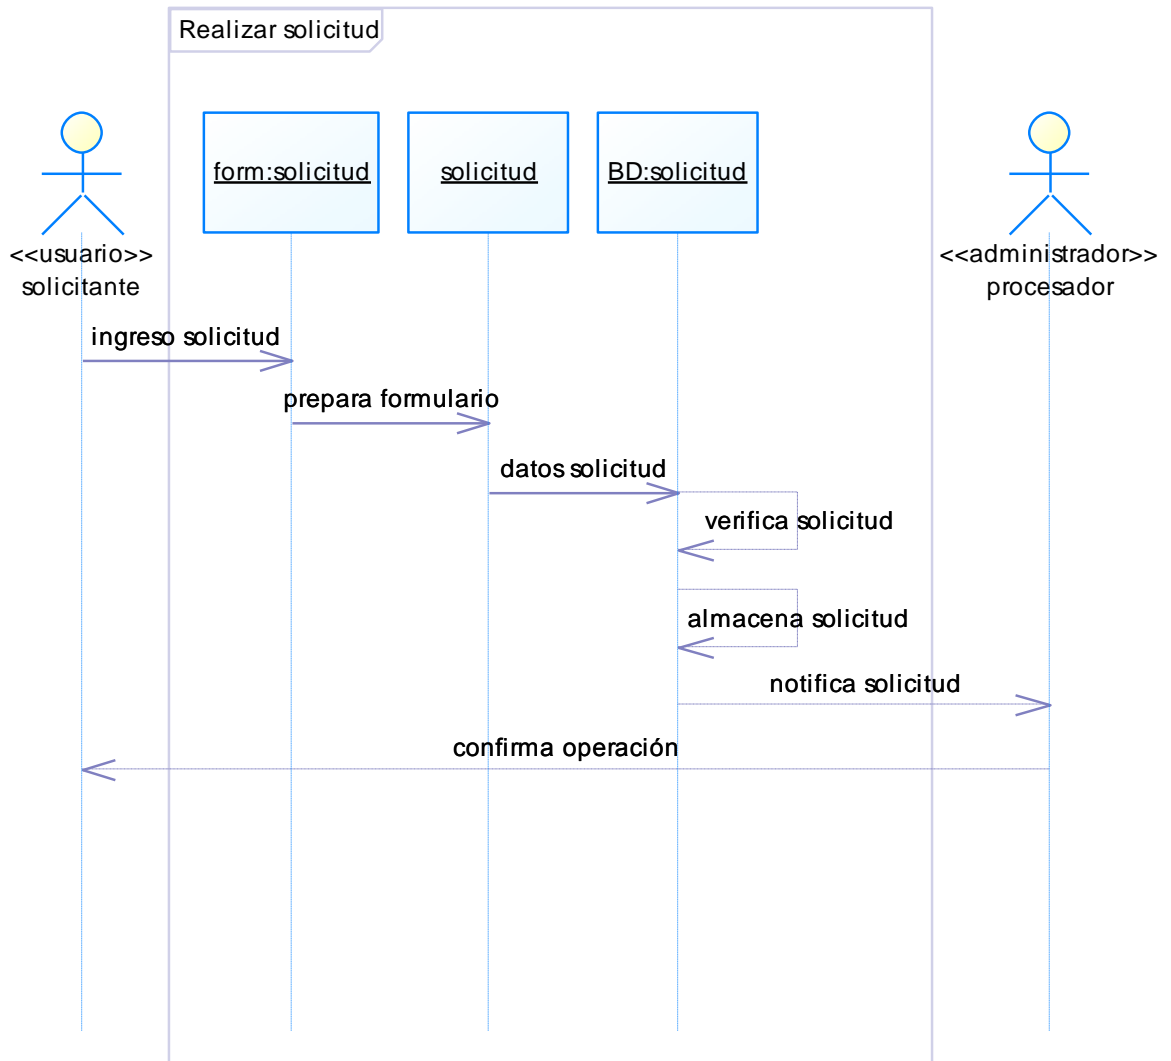 Realizar solicitud
form:solicitud
solicitud
BD:solicitud
<<usuario>>
solicitante
<<administrador>>
procesador
ingreso solicitud
prepara formulario
datos solicitud
verifica solicitud
almacena solicitud
notifica solicitud
confirma operación